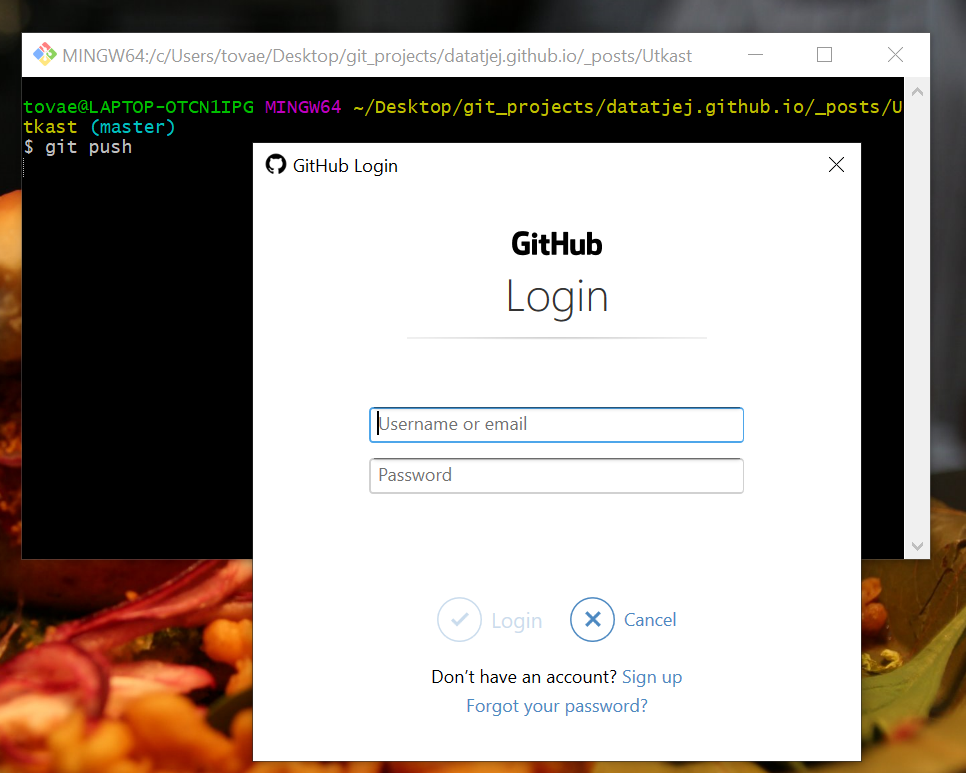 MINGW64:/c/Users/tovae/Desktop/git_projects/datatjej.github.io/_posts/Utkast
tovae@LAPTOP-OTCN1IPG MINGW64 ~/Desktop/git_projects/datatjej.github.io/_posts/U
tkast (master)
$ git push
GitHub Login
GitHub
Login
Username or email
Password
Login Cancel
Don't have an account? Sign up
Forgot your password?